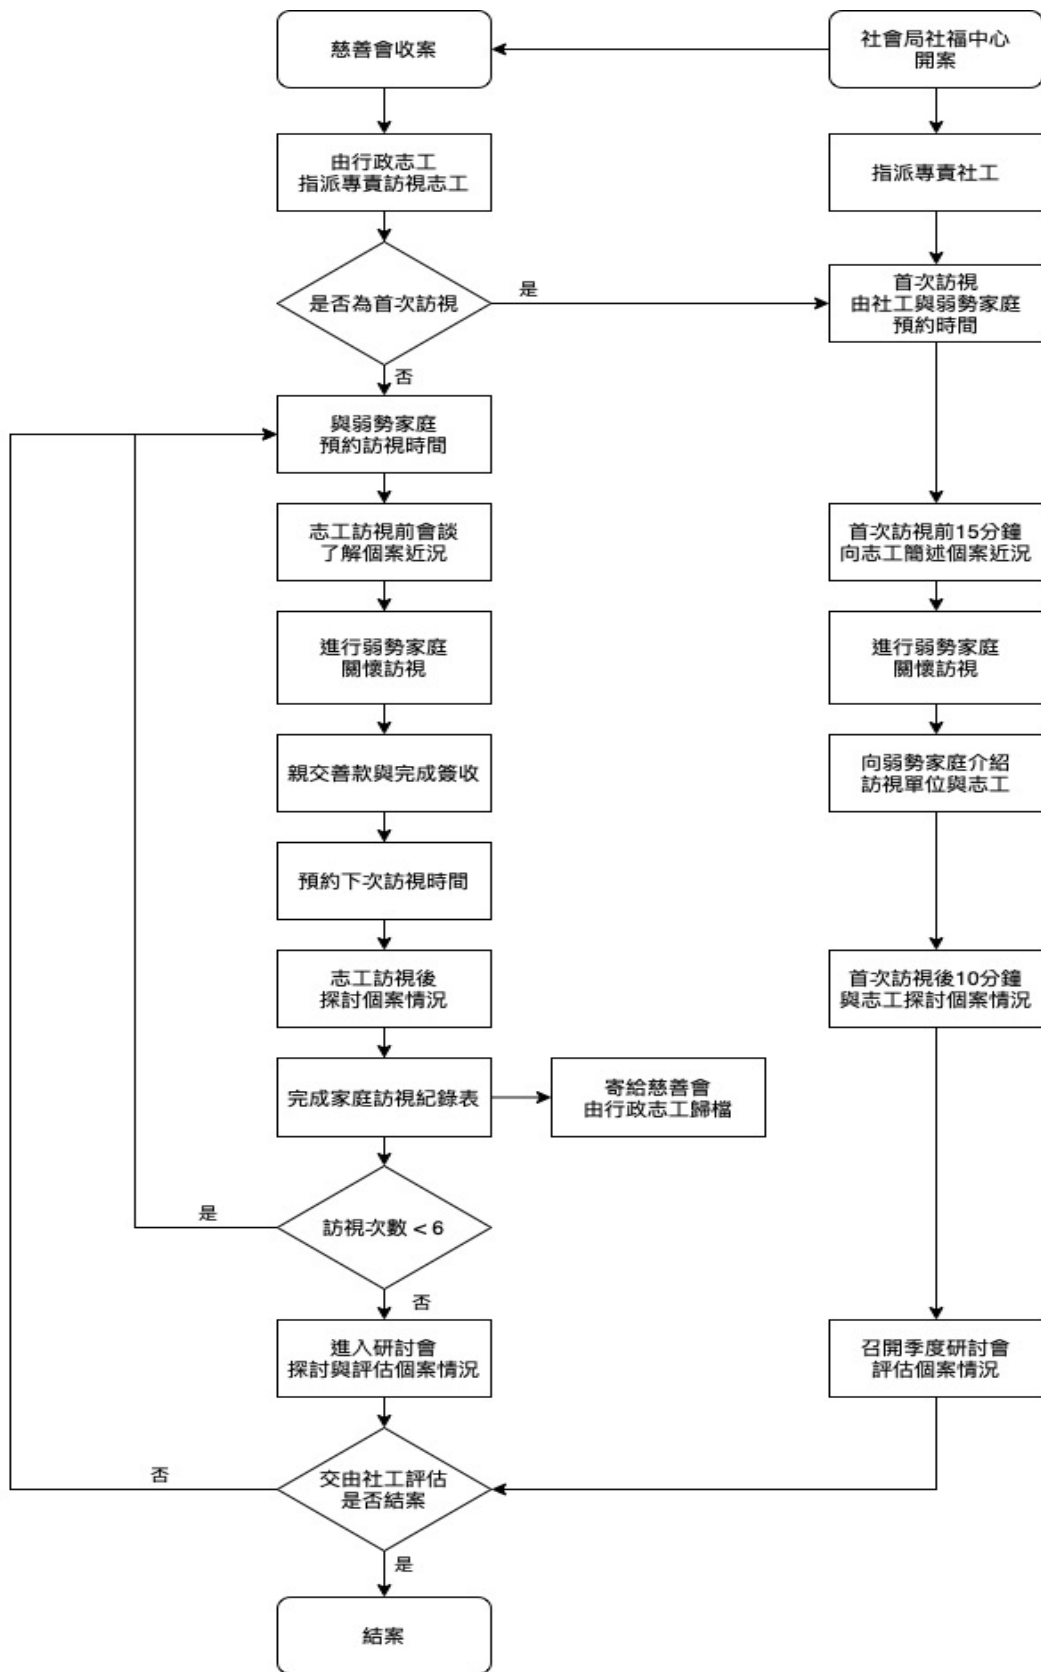 慈善會收案
社會局社福中心
開案
由行政志工
指派專責訪視志工
指派專責社工
是否為首次訪視
是
首次訪視
由社工與弱勢家庭
預約時間
否
與弱勢家庭
預約訪視時間
志工訪視前會談
了解個案近況
首次訪視前15分鐘
向志工簡述個案近況
進行弱勢家庭
關懷訪視
進行弱勢家庭
關懷訪視
親交善款與完成簽收
向弱勢家庭介紹
訪視單位與志工
預約下次訪視時間
志工訪視後
探討個案情況
首次訪視後10分鐘
與志工探討個案情況
完成家庭訪視紀錄表
寄給慈善會
由行政志工歸檔
是
訪視次數 < 6
否
進入研討會
探討與評估個案情況
召開季度研討會
評估個案情況
否
交由社工評估
是否結案
是
結案